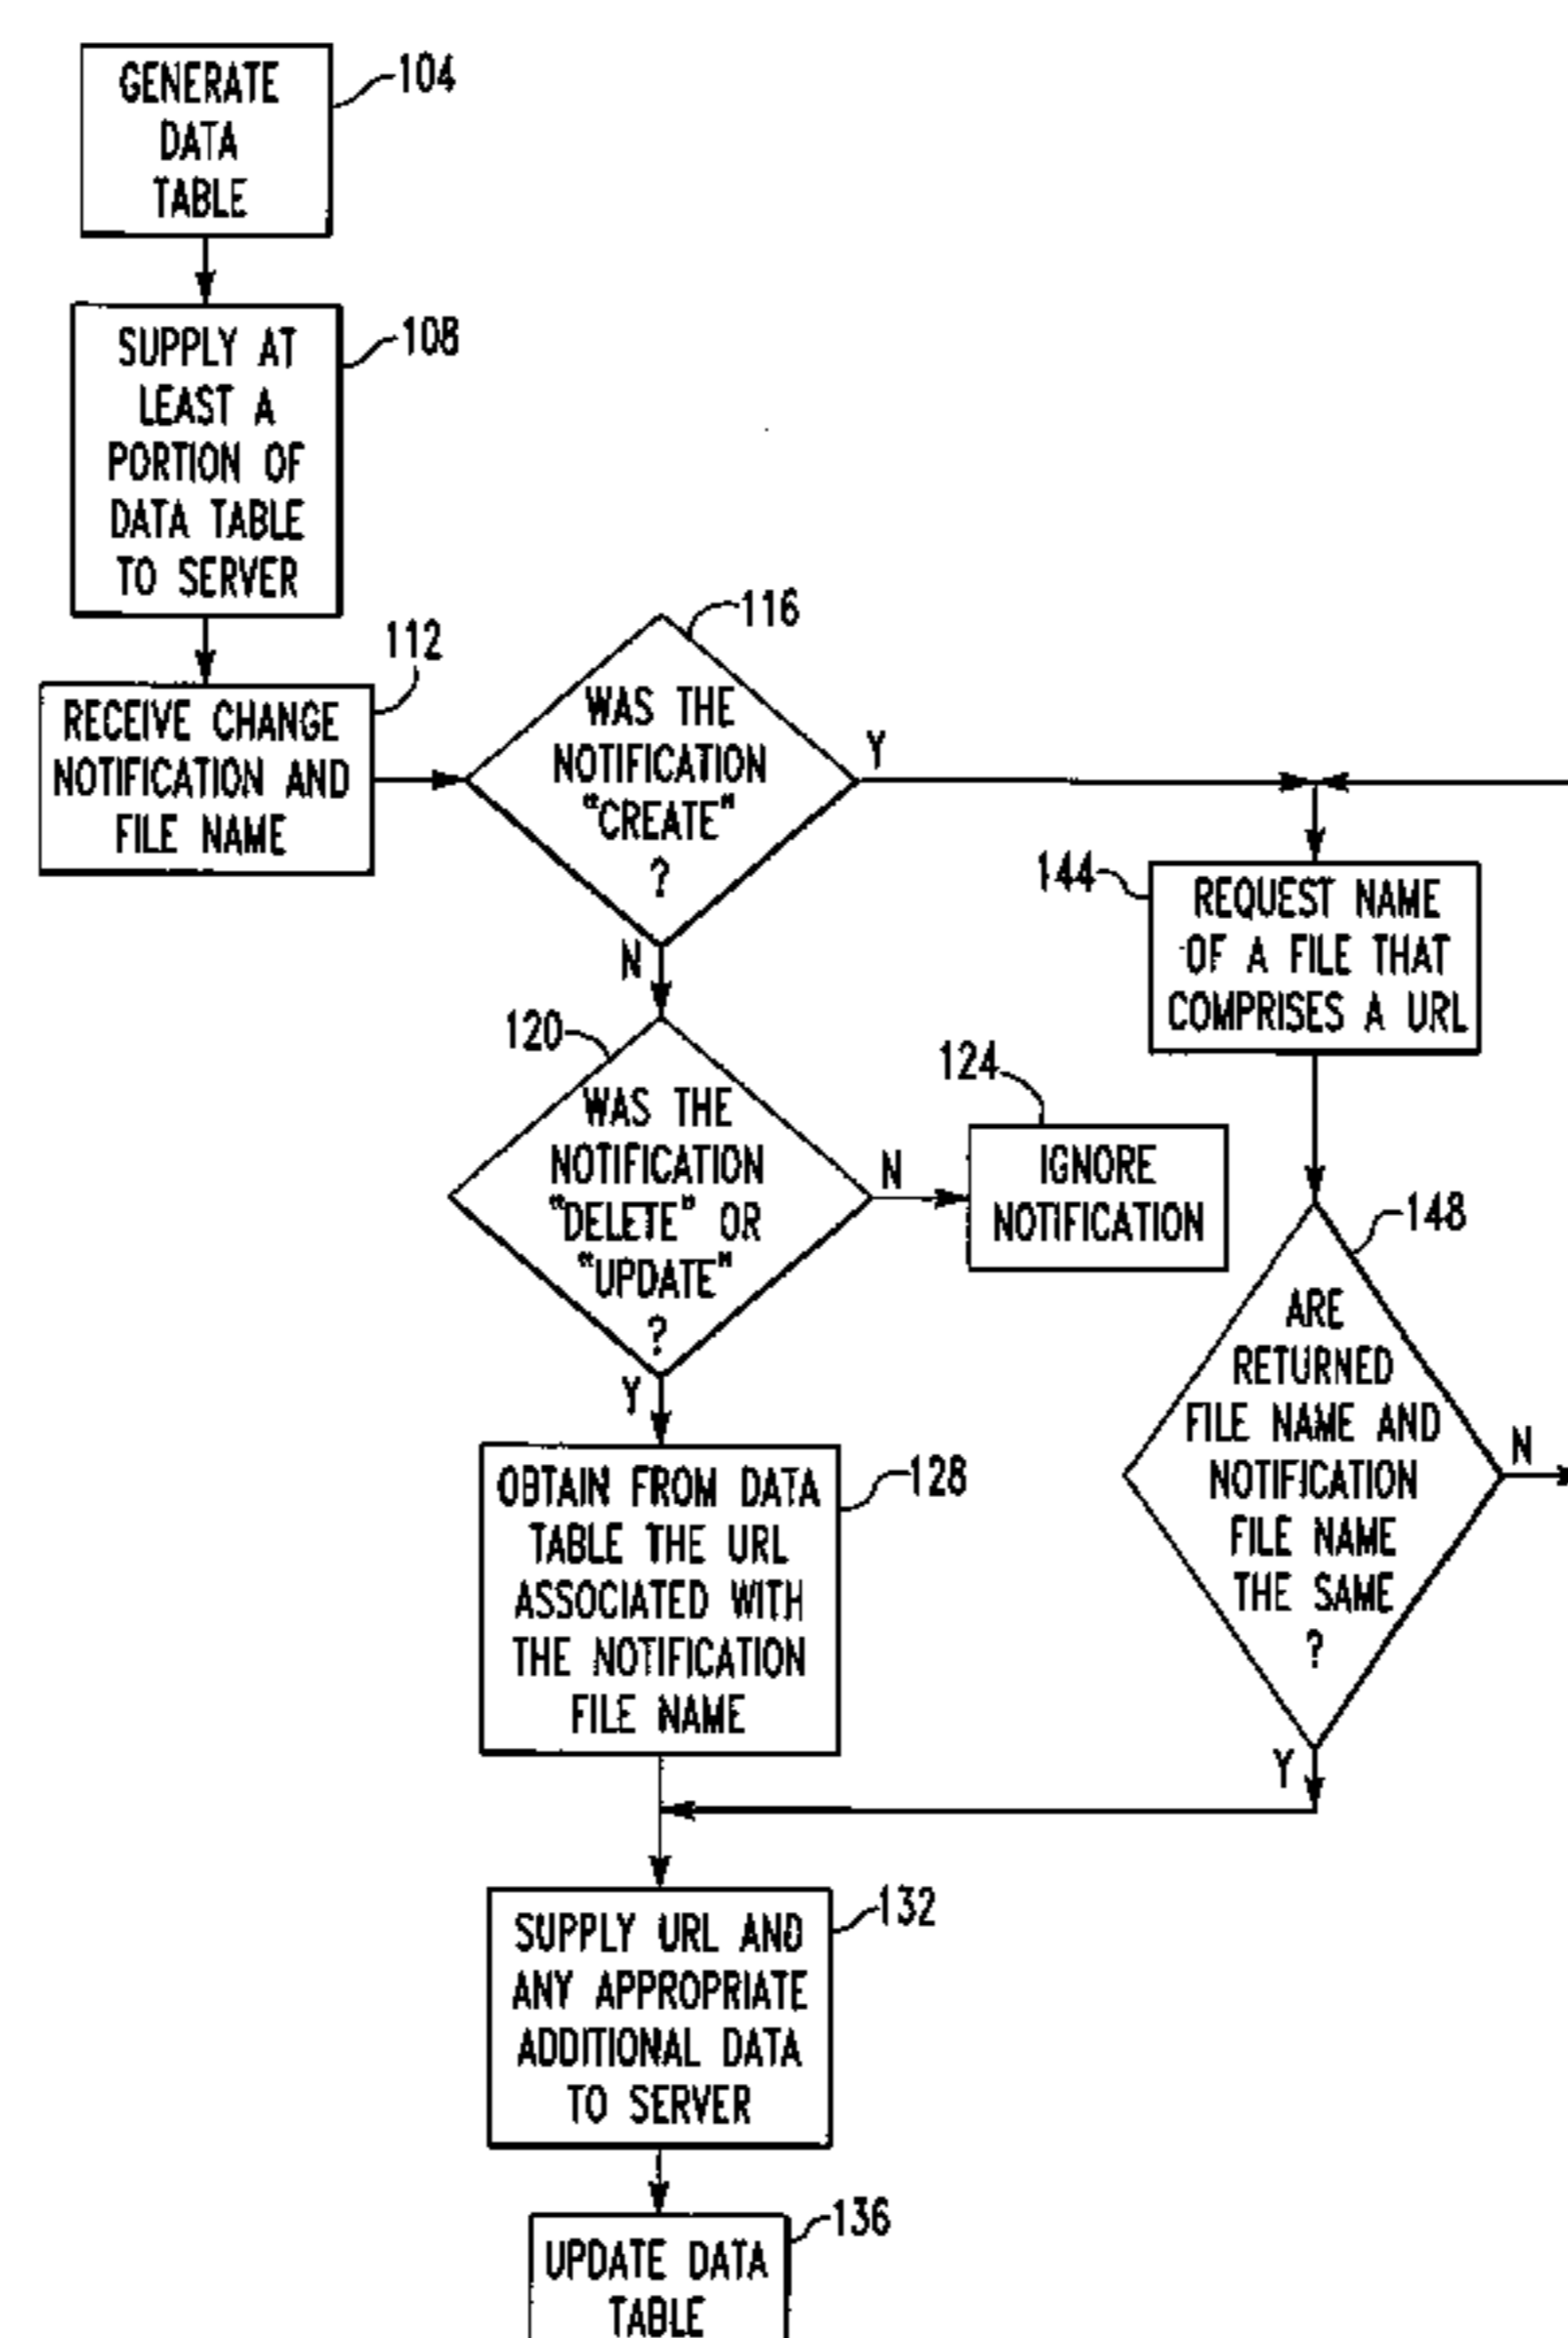 GENERATE
DATA
TABLE
104
SUPPLY AT
LEAST A
PORTION OF
DATA TABLE
TO SERVER
108
RECEIVE CHANGE
NOTIFICATION AND
FILE NAME
112
WAS THE
NOTIFICATION
"CREATE"
?
116
Y
N
144
REQUEST NAME
OF A FILE THAT
COMPRISES A URL
120
WAS THE
NOTIFICATION
"DELETE" OR
"UPDATE"
?
N
Y
124
IGNORE
NOTIFICATION
148
ARE
RETURNED
FILE NAME AND
NOTIFICATION
FILE NAME
THE SAME
?
N
Y
OBTAIN FROM DATA
TABLE THE URL
ASSOCIATED WITH
THE NOTIFICATION
FILE NAME
128
SUPPLY URL AND
ANY APPROPRIATE
ADDITIONAL DATA
TO SERVER
132
UPDATE DATA
TABLE
136